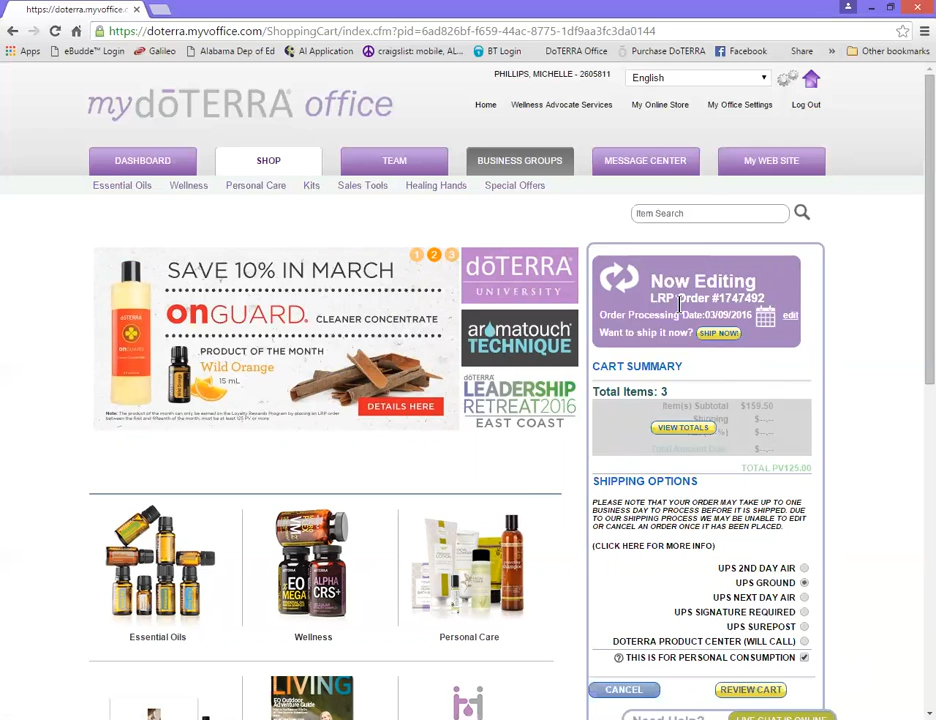 https://doterra.myvoffice.c
https://doterra.myvoffice.com/ShoppingCart/index.cfm?pid=6ad826bf-f659-44ac-8775-1df9aa3fc3da0144
Apps eBudde™ Login Galileo Alabama Dep of Ed AI Application craigslist: mobile, AL... BT Login DoTERRA Office Purchase DoTERRA Facebook Share » Other bookmarks
PHILLIPS, MICHELLE - 2605811 English
my dōTERRA office
Home Wellness Advocate Services My Online Store My Office Settings Log Out
DASHBOARD SHOP TEAM BUSINESS GROUPS MESSAGE CENTER My WEB SITE
Essential Oils Wellness Personal Care Kits Sales Tools Healing Hands Special Offers
Item Search
1 2 3
SAVE 10% IN MARCH
onGUARD. CLEANER CONCENTRATE
PRODUCT OF THE MONTH
Wild Orange
15 mL
DETAILS HERE
Note: The product of the month can only be earned on the Loyalty Rewards Program by placing an LRP order
between the first and fifteenth of the month, must be at least 125 PV or more.
dōTERRA
UNIVERSITY
aromatouch
TECHNIQUE
dōTERRA
LEADERSHIP
RETREAT2016
EAST COAST
Now Editing
LRP Order #1747492
Order Processing Date:03/09/2016 edit
Want to ship it now? SHIP NOW!
CART SUMMARY
Total Items: 3
Item(s) Subtotal $159.50
Shipping $--.--
VIEW TOTALS
$--.--
Total Amount Due $--.--
TOTAL PV125.00
SHIPPING OPTIONS
PLEASE NOTE THAT YOUR ORDER MAY TAKE UP TO ONE
BUSINESS DAY TO PROCESS BEFORE IT IS SHIPPED. DUE
TO OUR SHIPPING PROCESS WE MAY BE UNABLE TO EDIT
OR CANCEL AN ORDER ONCE IT HAS BEEN PLACED.
(CLICK HERE FOR MORE INFO)
UPS 2ND DAY AIR
UPS GROUND
UPS NEXT DAY AIR
UPS SIGNATURE REQUIRED
UPS SUREPOST
DOTERRA PRODUCT CENTER (WILL CALL)
THIS IS FOR PERSONAL CONSUMPTION
CANCEL REVIEW CART
Need Help? LIVE CHAT IS ONLINE
EO
MEGA
ALPHA
CRS+
Essential Oils Wellness Personal Care
LIVING
EO Outdoor
Adventure Guide